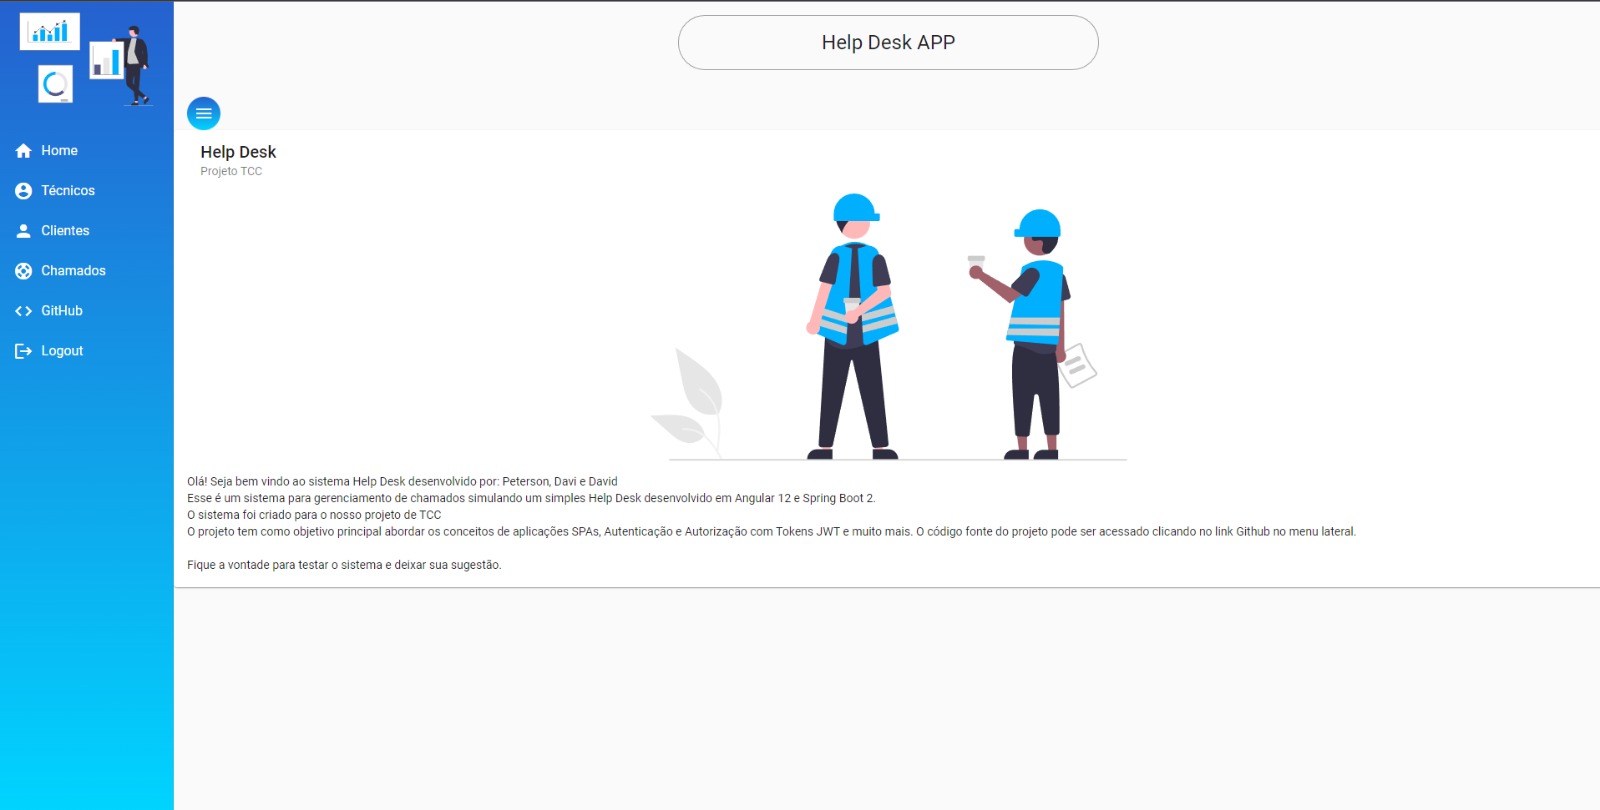 Help Desk APP
Home
Técnicos
Clientes
Chamados
GitHub
Logout
Help Desk
Projeto TCC
Olá! Seja bem vindo ao sistema Help Desk desenvolvido por: Peterson, Davi e David
Esse é um sistema para gerenciamento de chamados simulando um simples Help Desk desenvolvido em Angular 12 e Spring Boot 2.
O sistema foi criado para o nosso projeto de TCC
O projeto tem como objetivo principal abordar os conceitos de aplicações SPAs, Autenticação e Autorização com Tokens JWT e muito mais. O código fonte do projeto pode ser acessado clicando no link Github no menu lateral.
Fique a vontade para testar o sistema e deixar sua sugestão.